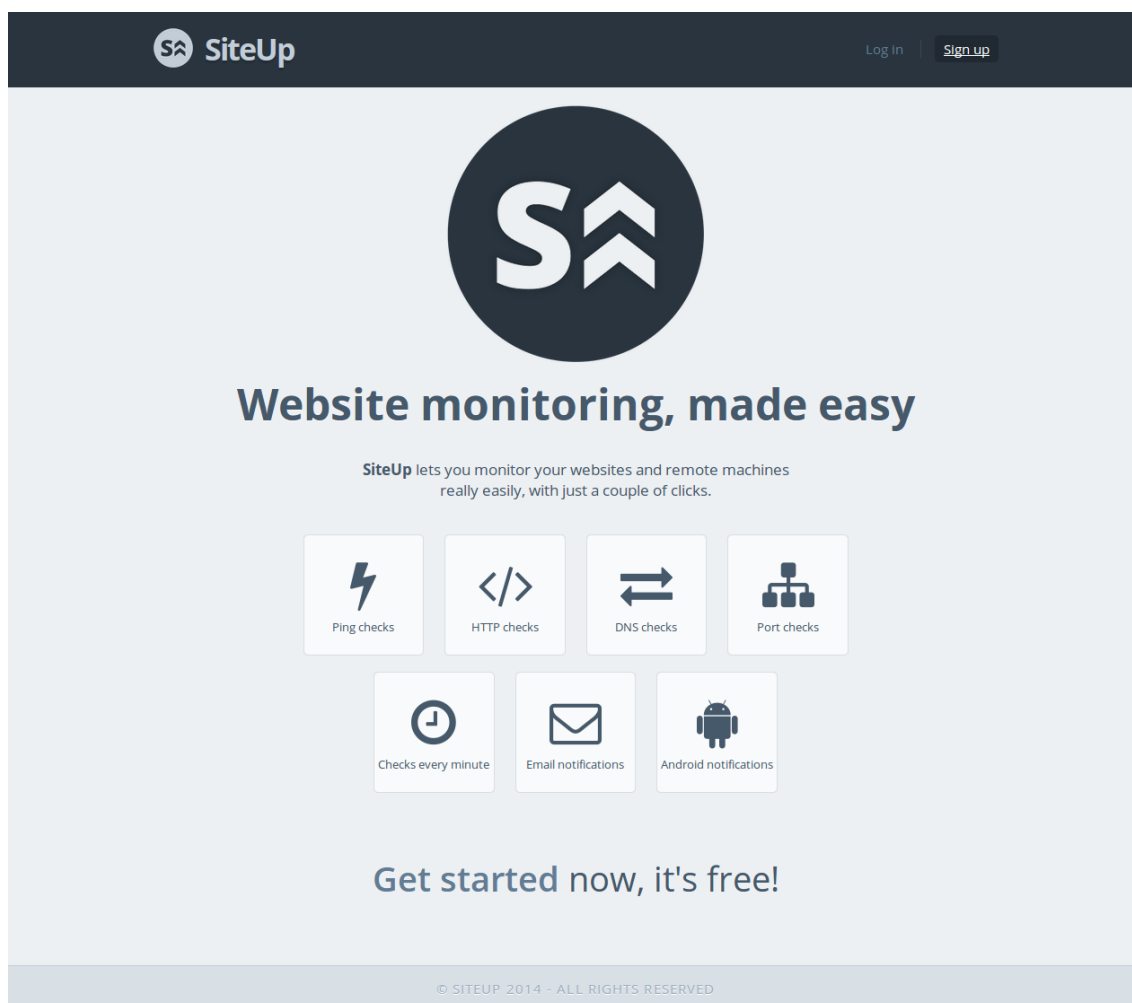 S SiteUp
Log in
Sign up
S
Website monitoring, made easy
SiteUp lets you monitor your websites and remote machines
really easily, with just a couple of clicks.
Ping checks
HTTP checks
DNS checks
Port checks
Checks every minute
Email notifications
Android notifications
Get started now, it's free!
© SITEUP 2014 - ALL RIGHTS RESERVED